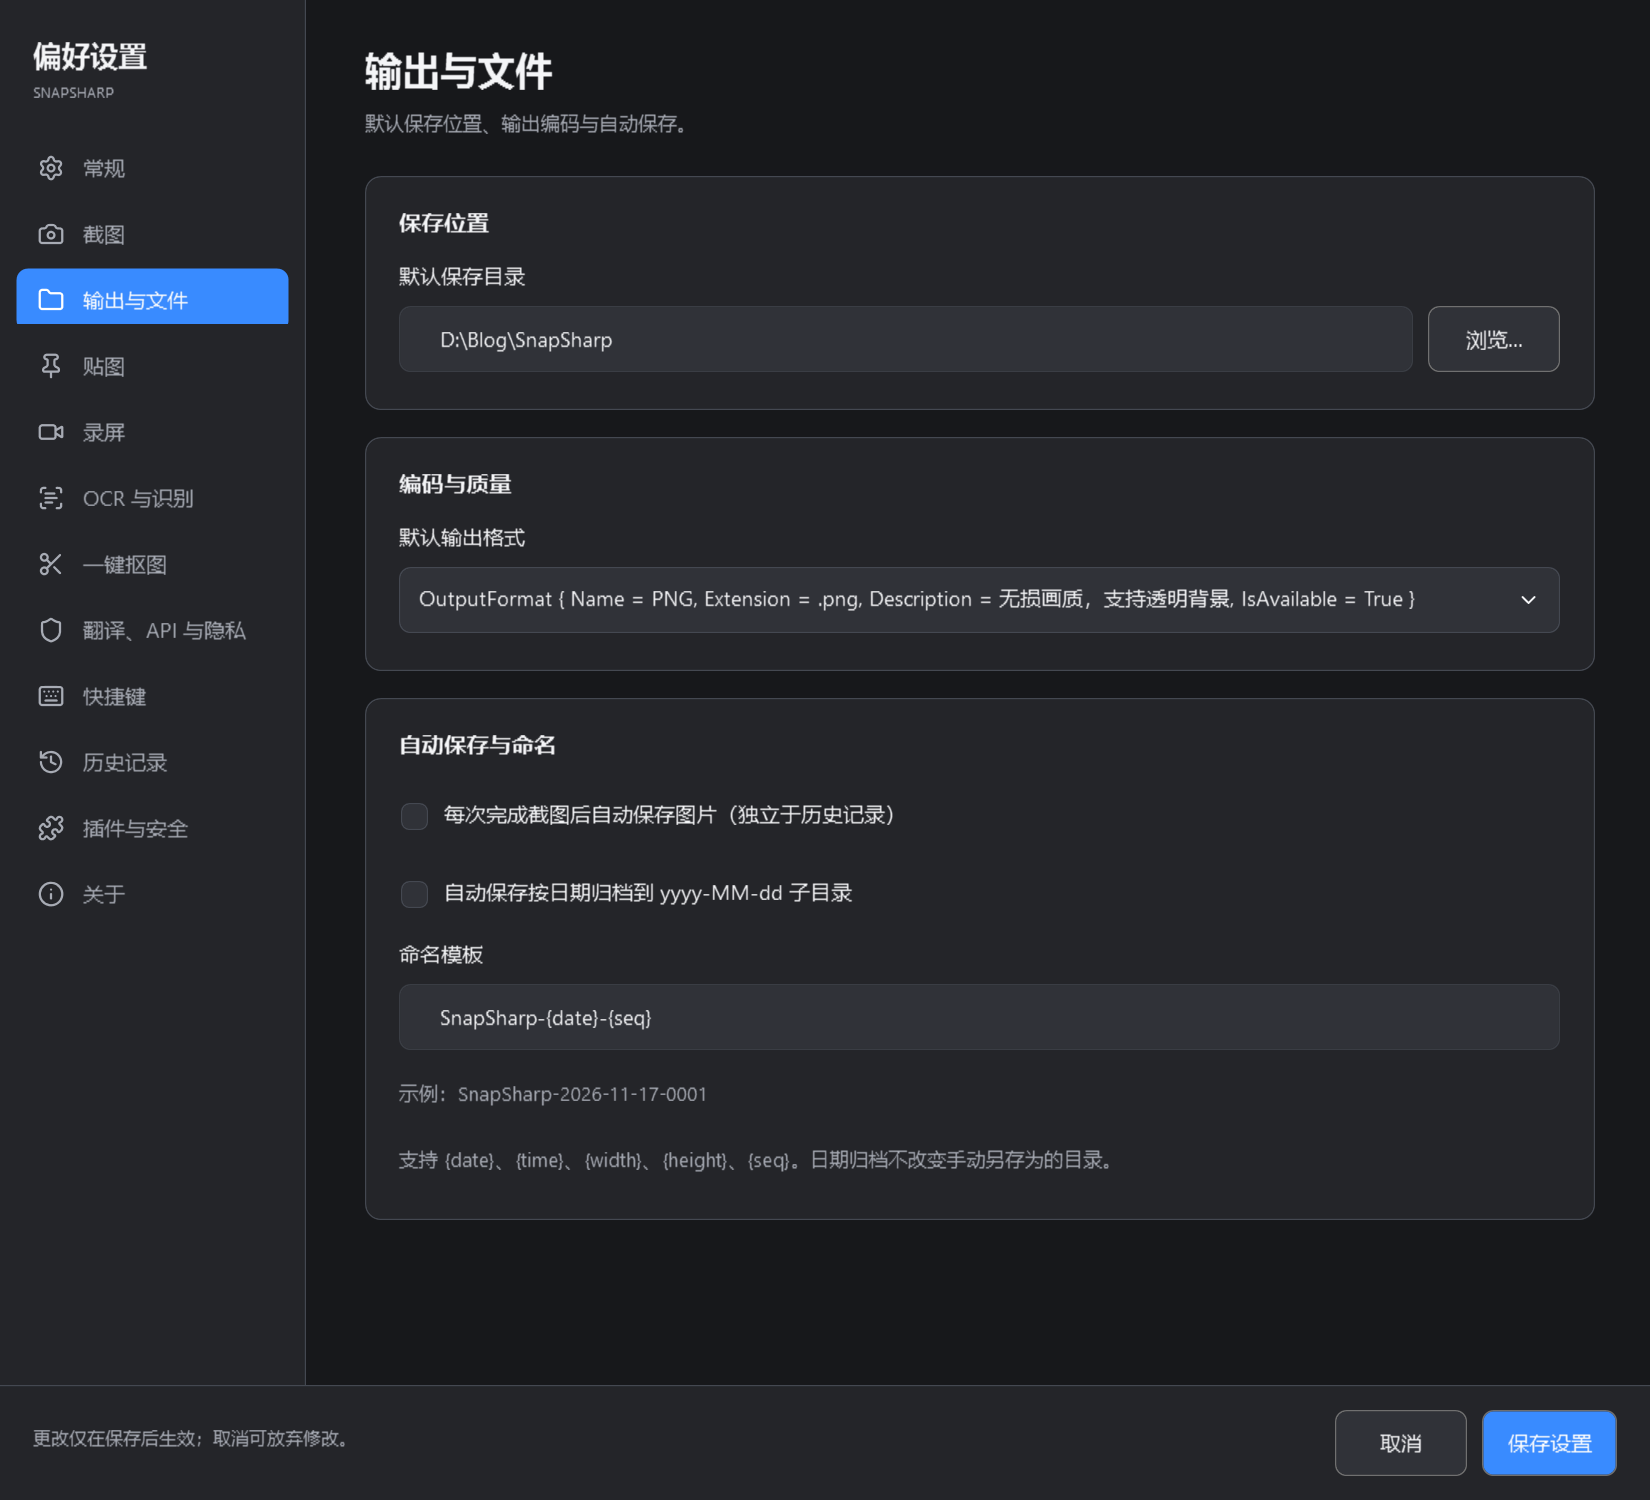 偏好设置
SNAPSHARP
常规
截图
输出与文件
贴图
录屏
OCR 与识别
一键抠图
翻译、API 与隐私
快捷键
历史记录
插件与安全
关于
输出与文件
默认保存位置、输出编码与自动保存。
保存位置
默认保存目录
D:\Blog\SnapSharp
浏览...
编码与质量
默认输出格式
OutputFormat { Name = PNG, Extension = .png, Description = 无损画质，支持透明背景, IsAvailable = True }
自动保存与命名
每次完成截图后自动保存图片（独立于历史记录）
自动保存按日期归档到 yyyy-MM-dd 子目录
命名模板
SnapSharp-{date}-{seq}
示例：SnapSharp-2026-11-17-0001
支持 {date}、{time}、{width}、{height}、{seq}。日期归档不改变手动另存为的目录。
更改仅在保存后生效；取消可放弃修改。
取消
保存设置